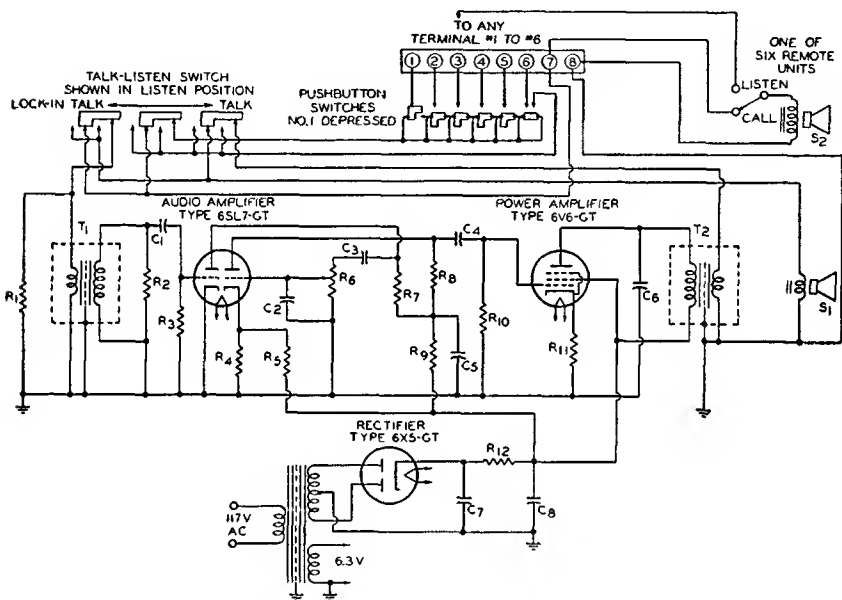 TO ANY
TERMINAL #1 TO #6
ONE OF
SIX REMOTE
UNITS
1 2 3 4 5 6 7 8
TALK-LISTEN SWITCH
SHOWN IN LISTEN POSITION
LOCK-IN TALK
TALK
PUSHBUTTON
SWITCHES
NO.1 DEPRESSED
LISTEN
CALL
S2
AUDIO AMPLIFIER
TYPE 6SL7-GT
POWER AMPLIFIER
TYPE 6V6-GT
T1
C1
C3
C4
T2
R1
R2
R3
C2
R6
R7
R8
R10
C6
S1
R4
R5
R9
C5
R11
RECTIFIER
TYPE 6X5-GT
R12
117V
AC
C7
C8
6.3 V